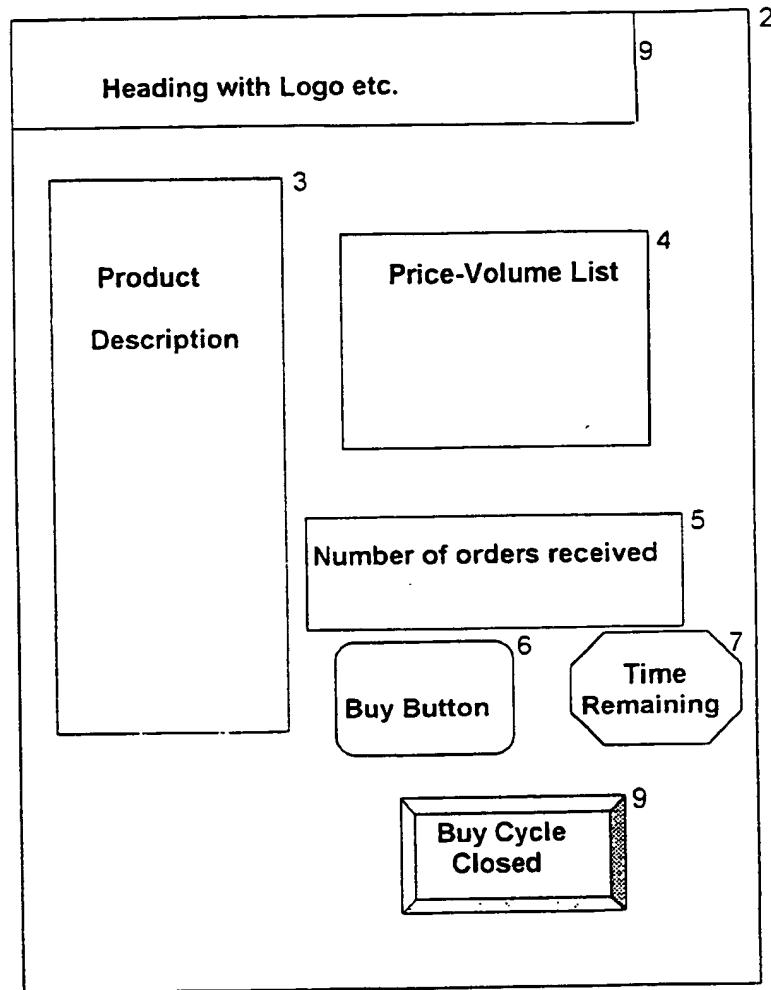 2
9
Heading with Logo etc.
3
4
Product
Description
Price-Volume List
5
Number of orders received
6
7
Buy Button
Time
Remaining
9
Buy Cycle
Closed